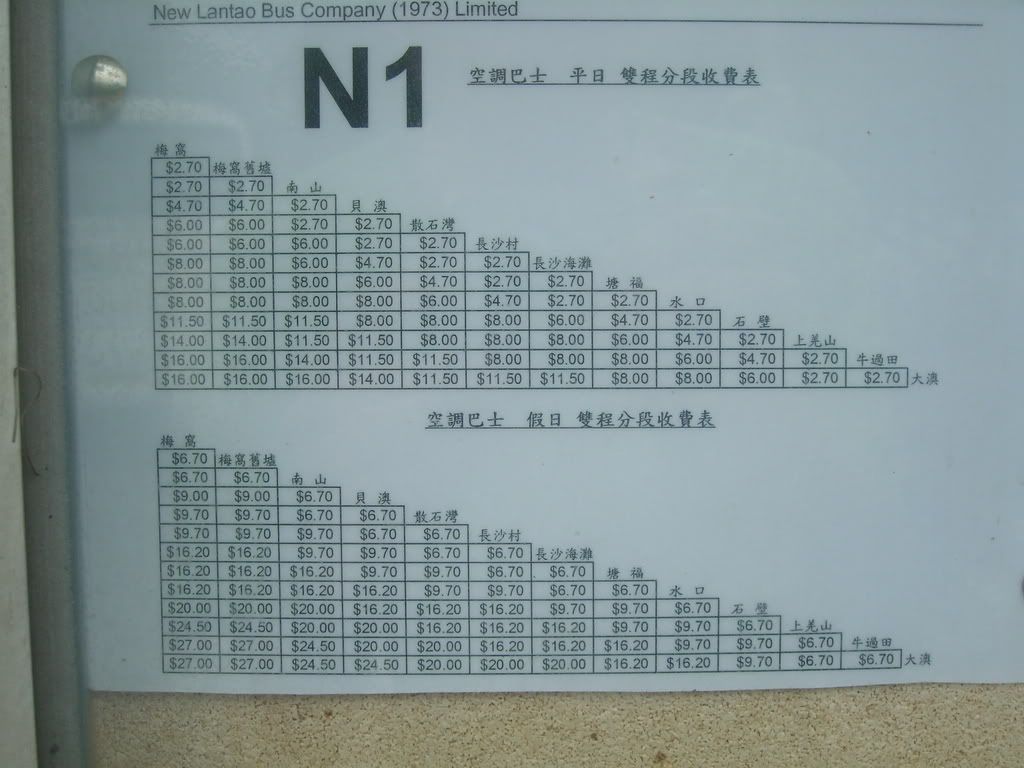 New Lantao Bus Company (1973) Limited
N1 空調巴士 平日 雙程分段收費表
梅 窩
$2.70 梅窩舊墟
$2.70 $2.70 南 山
$4.70 $4.70 $2.70 貝 澳
$6.00 $6.00 $2.70 $2.70 散石灣
$6.00 $6.00 $6.00 $2.70 $2.70 長沙村
$8.00 $8.00 $6.00 $4.70 $2.70 $2.70 長沙海灘
$8.00 $8.00 $8.00 $6.00 $4.70 $2.70 $2.70 塘 福
$8.00 $8.00 $8.00 $8.00 $6.00 $4.70 $2.70 $2.70 水 口
$11.50 $11.50 $11.50 $8.00 $8.00 $8.00 $6.00 $4.70 $2.70 石 壁
$14.00 $14.00 $11.50 $11.50 $8.00 $8.00 $8.00 $6.00 $4.70 $2.70 上羌山
$16.00 $16.00 $14.00 $11.50 $11.50 $8.00 $8.00 $8.00 $6.00 $4.70 $2.70 牛過田
$16.00 $16.00 $16.00 $14.00 $11.50 $11.50 $11.50 $8.00 $8.00 $6.00 $2.70 $2.70 大澳
空調巴士 假日 雙程分段收費表
梅 窩
$6.70 梅窩舊墟
$6.70 $6.70 南 山
$9.00 $9.00 $6.70 貝 澳
$9.70 $9.70 $6.70 $6.70 散石灣
$9.70 $9.70 $9.70 $6.70 $6.70 長沙村
$16.20 $16.20 $9.70 $9.70 $6.70 $6.70 長沙海灘
$16.20 $16.20 $16.20 $9.70 $9.70 $6.70 $6.70 塘 福
$16.20 $16.20 $16.20 $16.20 $9.70 $9.70 $6.70 $6.70 水 口
$20.00 $20.00 $20.00 $16.20 $16.20 $16.20 $9.70 $9.70 $6.70 石 壁
$24.50 $24.50 $20.00 $20.00 $16.20 $16.20 $16.20 $9.70 $9.70 $6.70 上羌山
$27.00 $27.00 $24.50 $20.00 $20.00 $16.20 $16.20 $16.20 $9.70 $9.70 $6.70 牛過田
$27.00 $27.00 $24.50 $24.50 $20.00 $20.00 $20.00 $16.20 $16.20 $9.70 $6.70 $6.70 大澳